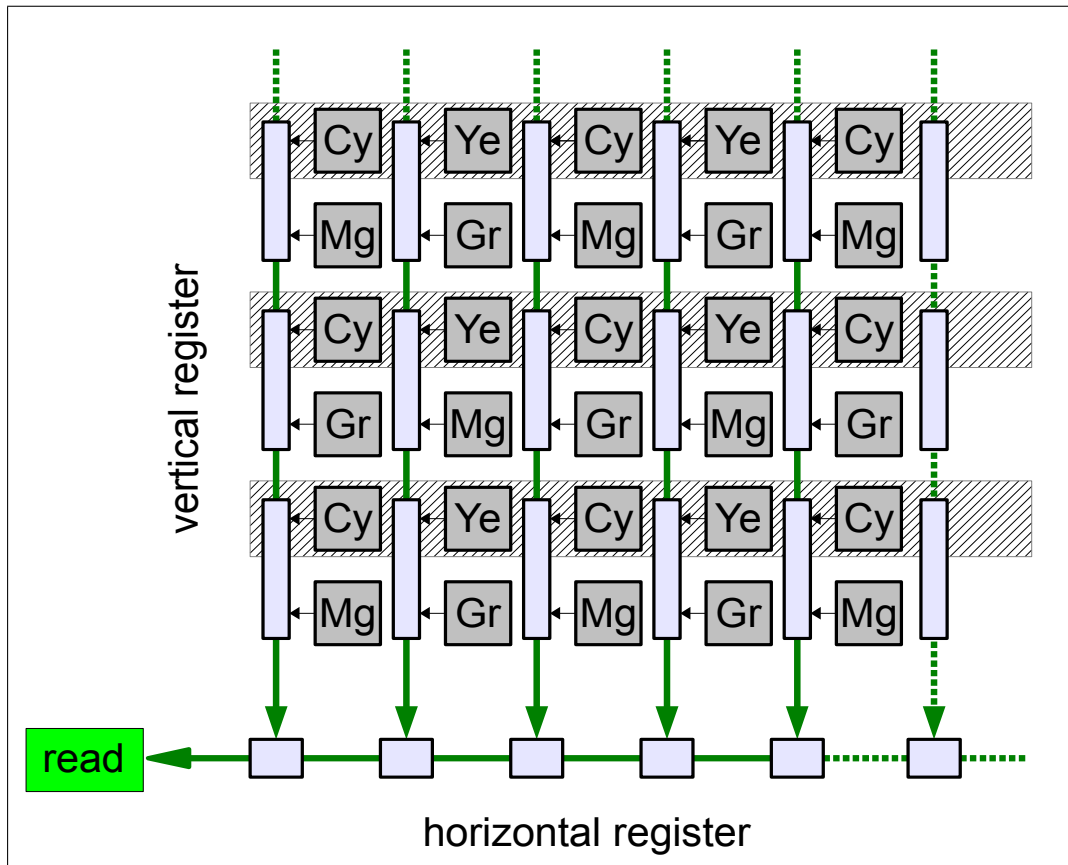 Cy Ye Cy Ye Cy
Mg Gr Mg Gr Mg
Cy Ye Cy Ye Cy
Gr Mg Gr Mg Gr
Cy Ye Cy Ye Cy
Mg Gr Mg Gr Mg
vertical register
read
horizontal register